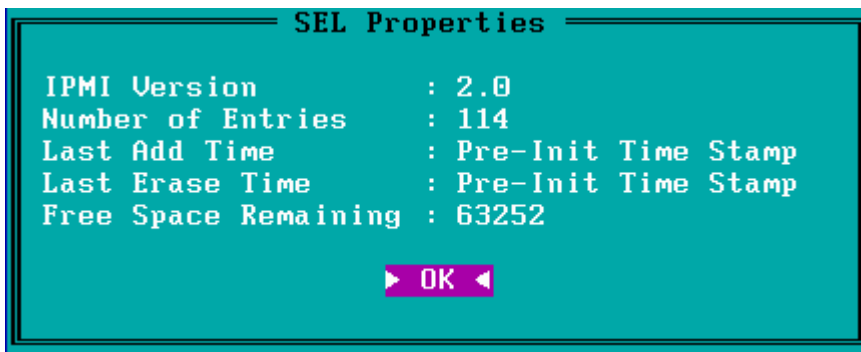 SEL Properties
IPMI Version : 2.0
Number of Entries : 114
Last Add Time : Pre-Init Time Stamp
Last Erase Time : Pre-Init Time Stamp
Free Space Remaining : 63252
OK